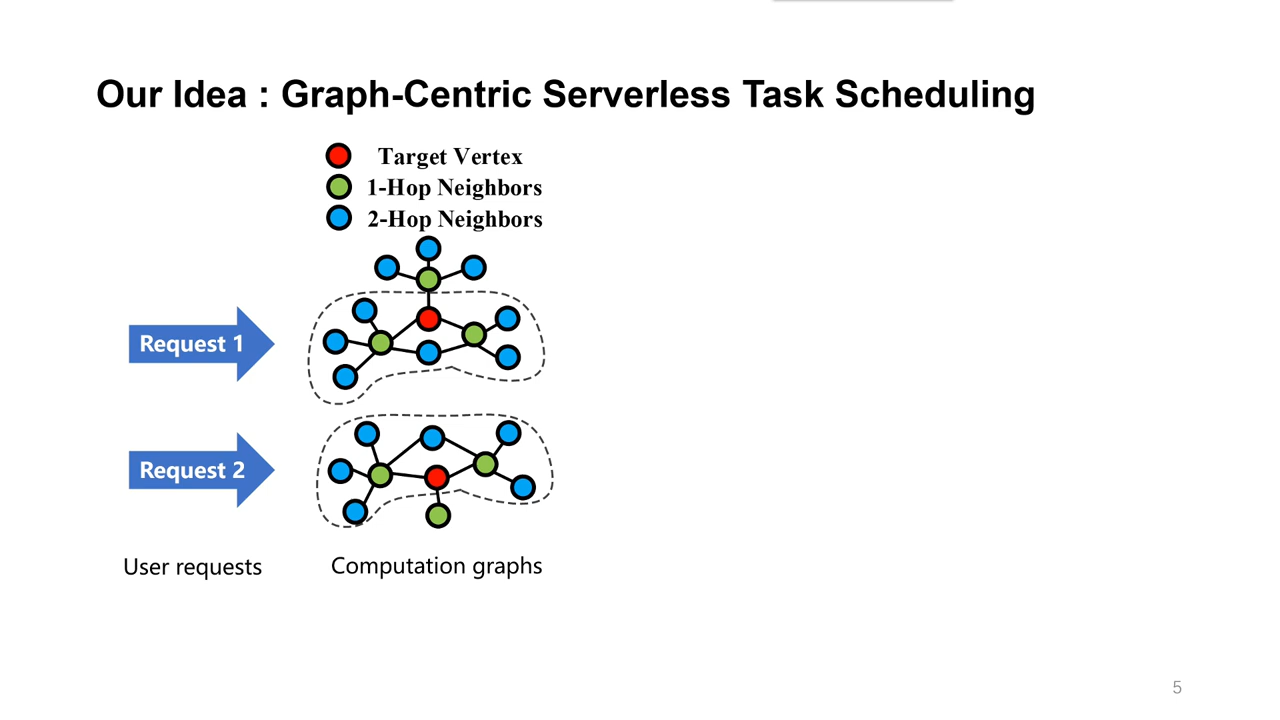 Our Idea : Graph-Centric Serverless Task Scheduling
Target Vertex
1-Hop Neighbors
2-Hop Neighbors
Request 1
Request 2
User requests
Computation graphs
5